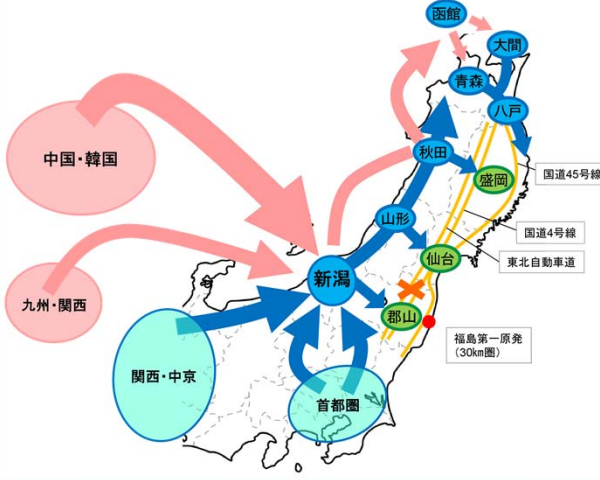 函館
大間
青森
八戸
秋田
盛岡
国道45号線
中国・韓国
山形
国道4号線
仙台
東北自動車道
新潟
九州・関西
郡山
福島第一原発
(30km圏)
関西・中京
首都圏